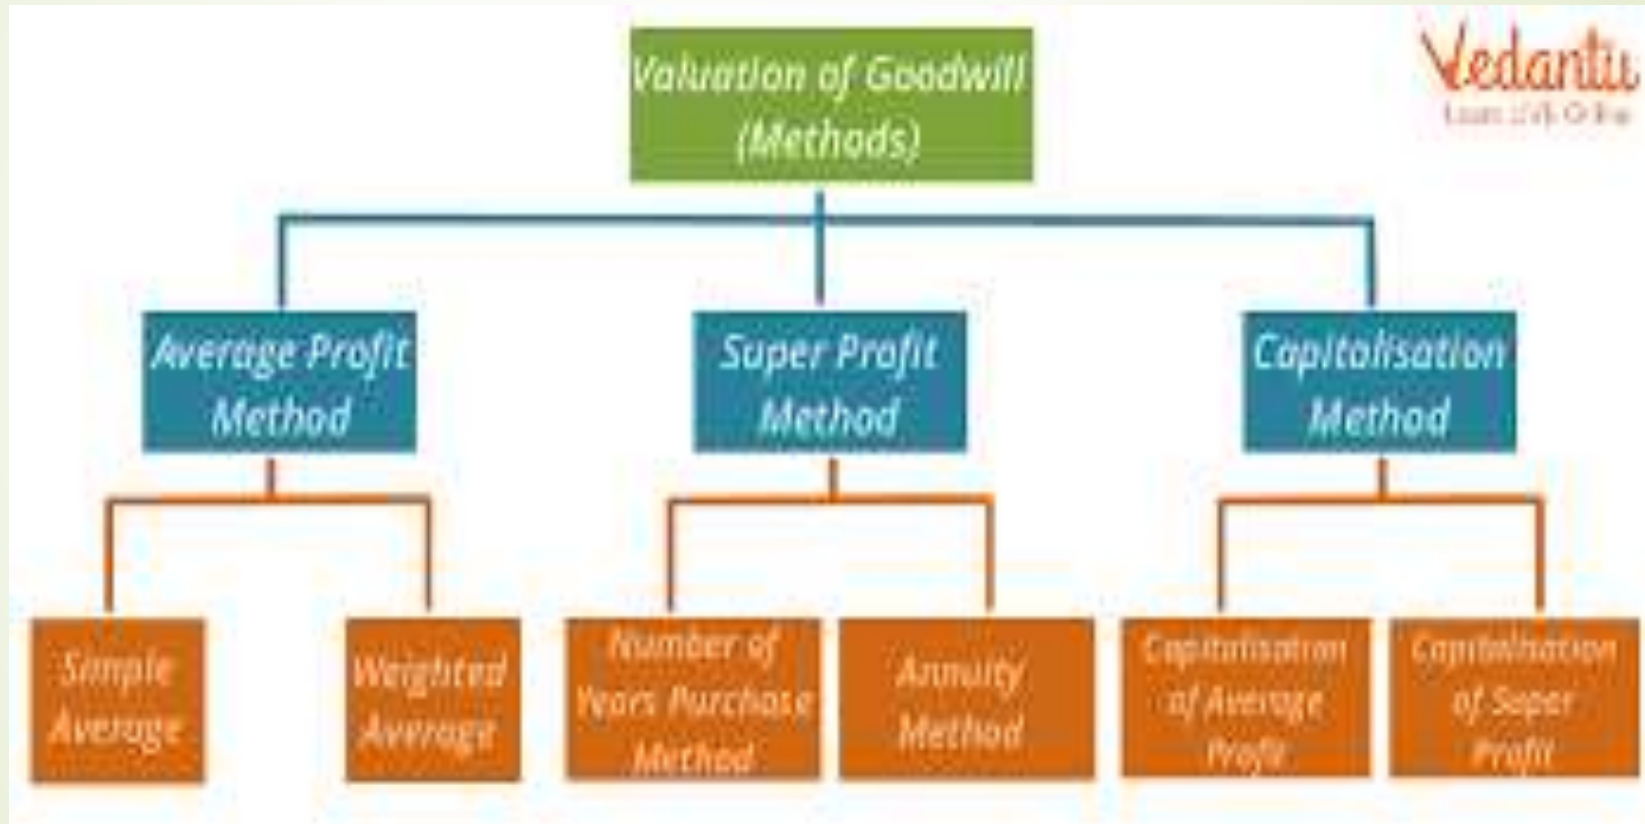 Valuation of Goodwill
(Methods)
Vedantu
Average Profit
Method
Super Profit
Method
Capitalisation
Method
Simple
Average
Weighted
Average
Number of
Years Purchase
Method
Annuity
Method
Capitalisation
of Average
Profit
Capitalisation
of Super
Profit